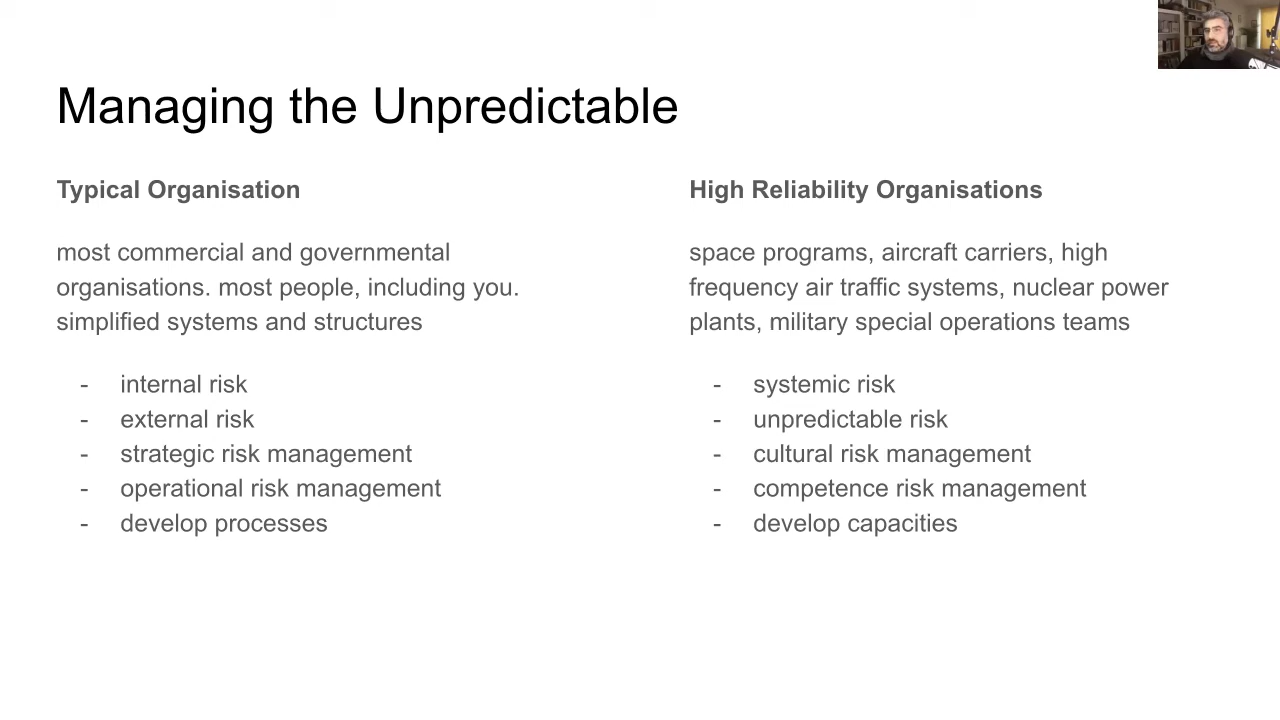 Managing the Unpredictable
Typical Organisation
most commercial and governmental
organisations. most people, including you.
simplified systems and structures
- internal risk
- external risk
- strategic risk management
- operational risk management
- develop processes
High Reliability Organisations
space programs, aircraft carriers, high
frequency air traffic systems, nuclear power
plants, military special operations teams
- systemic risk
- unpredictable risk
- cultural risk management
- competence risk management
- develop capacities